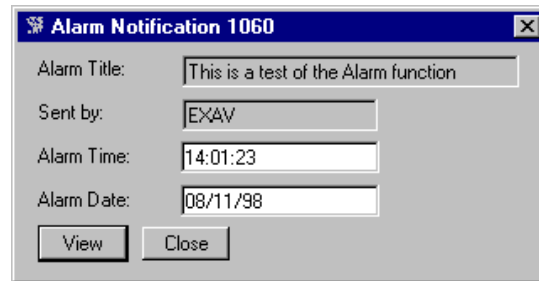 Alarm Notification 1060
Alarm Title: This is a test of the Alarm function
Sent by: EXAV
Alarm Time: 14:01:23
Alarm Date: 08/11/98
View Close